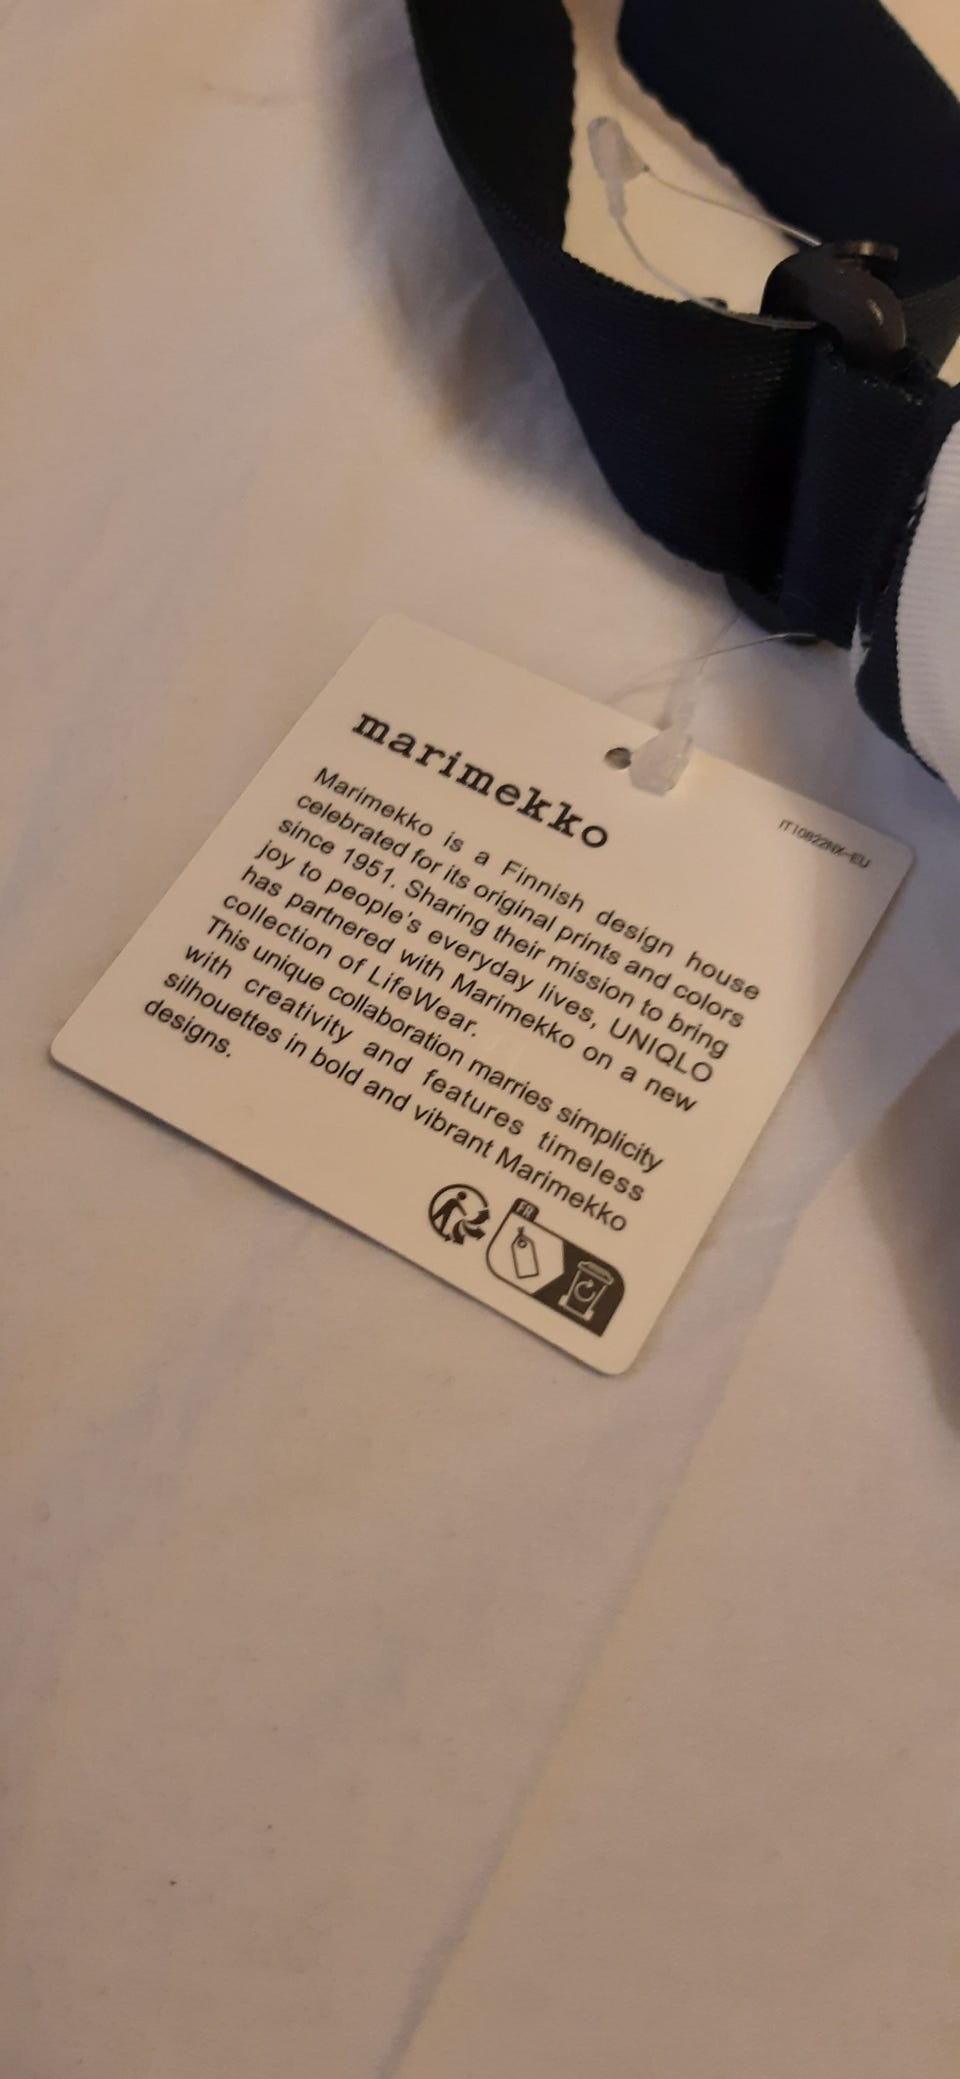 marimekko
IT10822NX-EU
Marimekko is a Finnish design house
celebrated for its original prints and colors
since 1951. Sharing their mission to bring
joy to people's everyday lives, UNIQLO
has partnered with Marimekko on a new
collection of LifeWear.
This unique collaboration marries simplicity
with creativity and features timeless
silhouettes in bold and vibrant Marimekko
designs.
FR